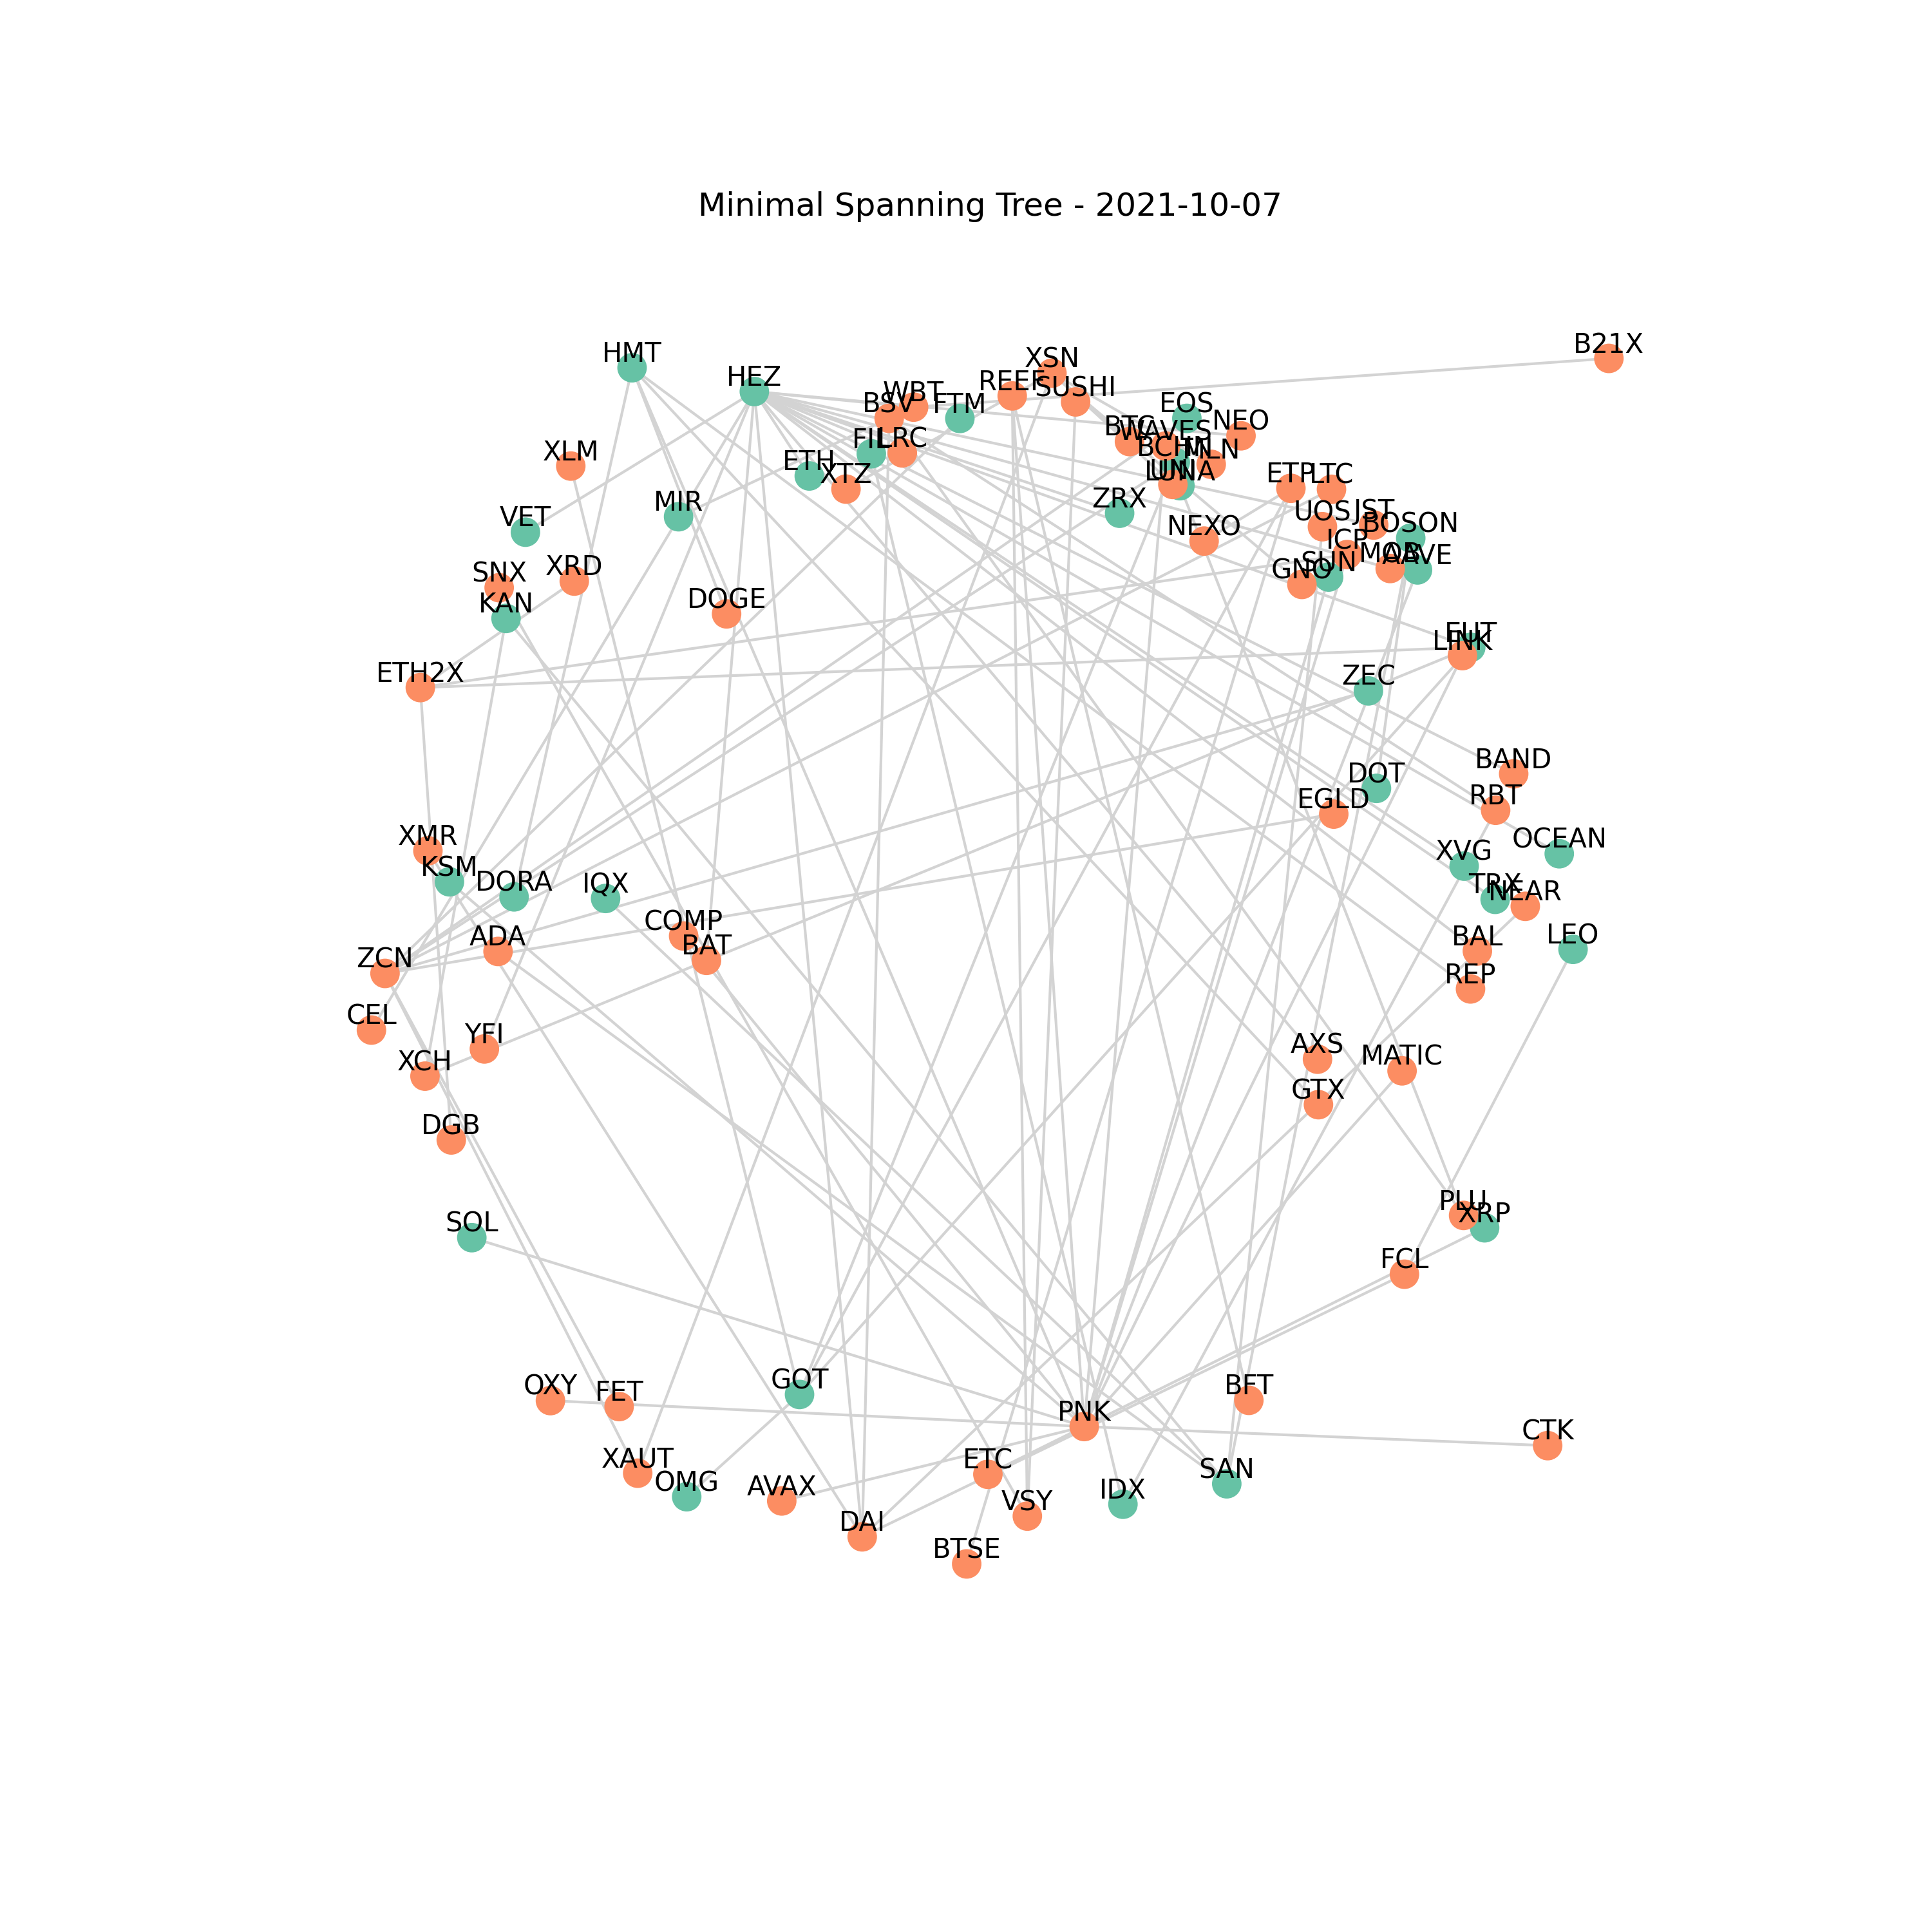 Minimal Spanning Tree - 2021-10-07
B21X
HMT
XSN
HEZ
REEF
SUSHI
WBT
BSV
FTM
EOS
NEO
BTC
WAVES
FIL
LRC
BCHN
MLN
XLM
ETH
XTZ
UNI
LUNA
ETP
LTC
MIR
ZRX
UOS
JST
VET
NEXO
BOSON
ICP
MOB
AAVE
SNX
XRD
GNO
SUN
KAN
DOGE
EUT
LINK
ETH2X
ZEC
BAND
DOT
EGLD
RBT
XMR
OCEAN
KSM
XVG
DORA
IQX
TRX
NEAR
COMP
ADA
BAT
BAL
LEO
ZCN
REP
CEL
YFI
AXS
XCH
MATIC
GTX
DGB
SOL
PLU
XRP
FCL
OXY
FET
GOT
BFT
PNK
CTK
XAUT
ETC
SAN
OMG
AVAX
IDX
VSY
DAI
BTSE